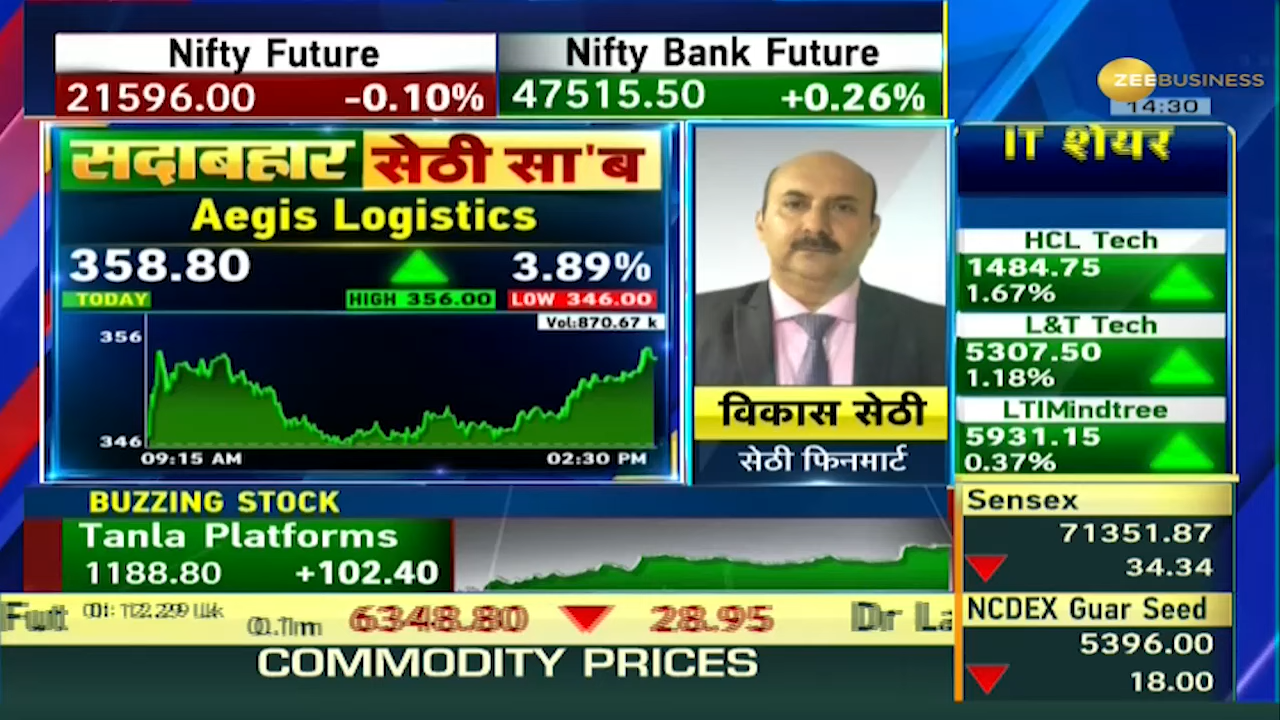 Nifty Future
21596.00 -0.10%
Nifty Bank Future
47515.50 +0.26%
ZEEBUSINESS
14:30
सदाबहार सेठी सा'ब
Aegis Logistics
358.80 3.89%
TODAY HIGH 356.00 LOW 346.00
Vol:870.67 k
356
346
09:15 AM 02:30 PM
विकास सेठी
सेठी फिनमार्ट
IT शेयर
HCL Tech
1484.75
1.67%
L&T Tech
5307.50
1.18%
LTIMindtree
5931.15
0.37%
BUZZING STOCK
Tanla Platforms
1188.80 +102.40
Sensex
71351.87
34.34
NCDEX Guar Seed
5396.00
18.00
6348.80 28.95 Dr La
COMMODITY PRICES